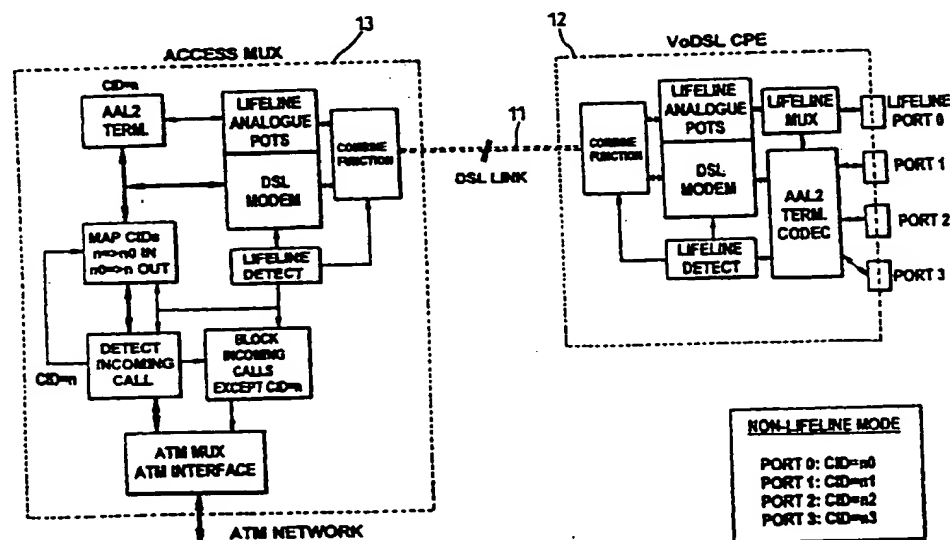 13
ACCESS MUX
CID=n
AAL2
TERM.
LIFELINE
ANALOGUE
POTS
COMBINE
FUNCTION
DSL
MODEM
MAP CIDs
n=>n0 IN
n0=>n OUT
LIFELINE
DETECT
DETECT
INCOMING
CALL
CID=n
BLOCK
INCOMING
CALLS
EXCEPT CID=n
ATM MUX
ATM INTERFACE
ATM NETWORK
11
DSL LINK
12
VoDSL CPE
COMBINE
FUNCTION
LIFELINE
ANALOGUE
POTS
LIFELINE
MUX
DSL
MODEM
AAL2
TERM.
CODEC
LIFELINE
DETECT
LIFELINE
PORT 0
PORT 1
PORT 2
PORT 3
NON-LIFELINE MODE
PORT 0: CID=n0
PORT 1: CID=n1
PORT 2: CID=n2
PORT 3: CID=n3